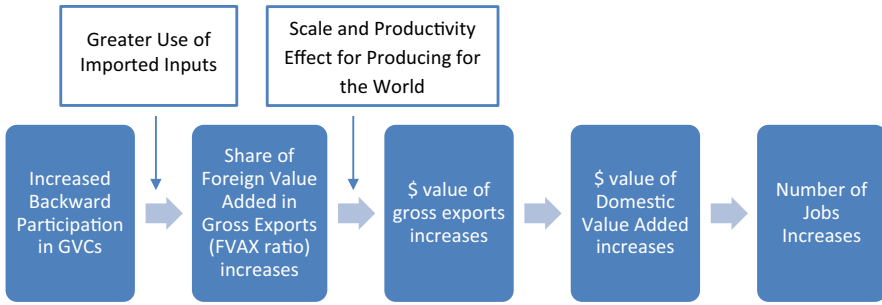 Greater Use of
Imported Inputs
Scale and Productivity
Effect for Producing for
the World
Increased
Backward
Participation
in GVCs
Share of
Foreign Value
Added in
Gross Exports
(FVAX ratio)
increases
$ value of
gross exports
increases
$ value of
Domestic
Value Added
increases
Number of
Jobs
Increases